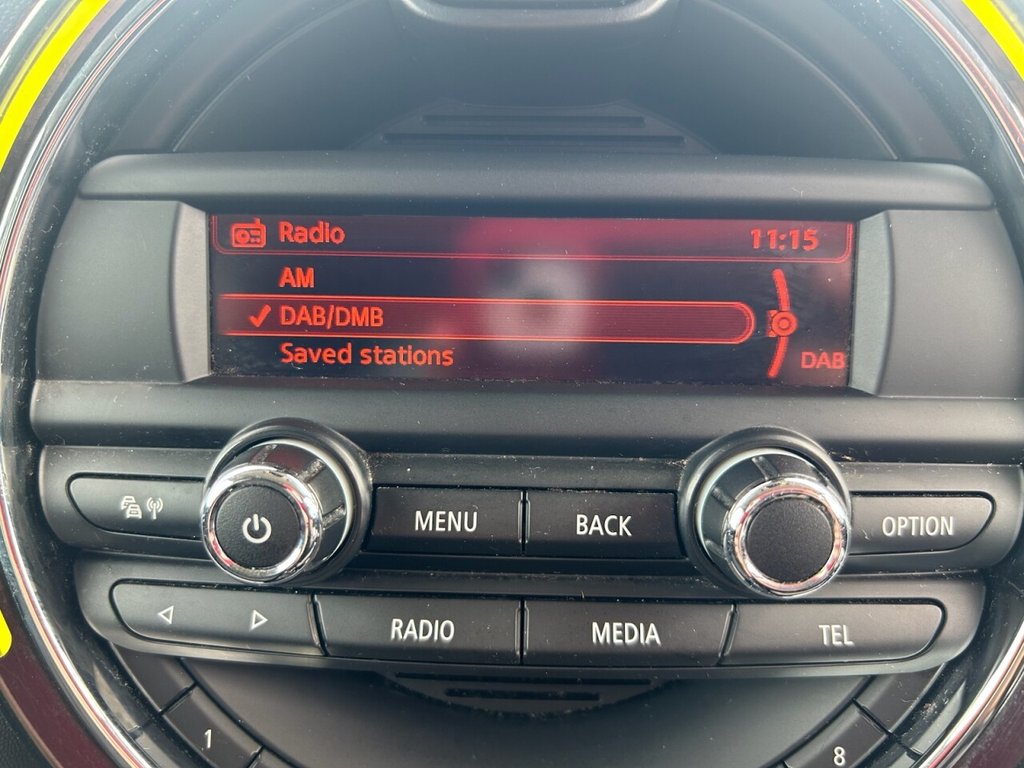 Radio 11:15
AM
DAB/DMB
Saved stations DAB
MENU BACK OPTION
RADIO MEDIA TEL
1 8